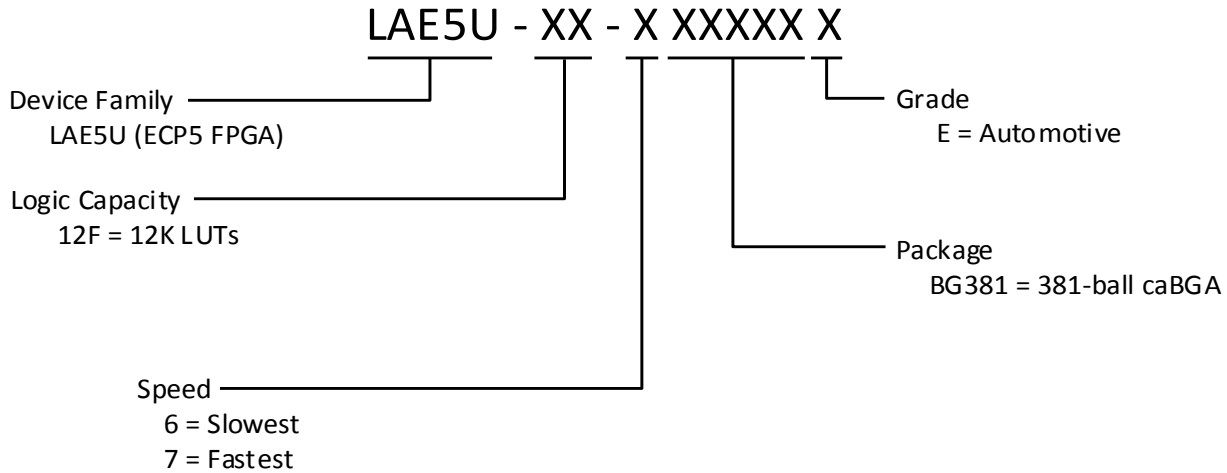 LAE5U - XX - X XXXXX X
Device Family
LAE5U (ECP5 FPGA)
Grade
E = Automotive
Logic Capacity
12F = 12K LUTs
Package
BG381 = 381-ball caBGA
Speed
6 = Slowest
7 = Fastest